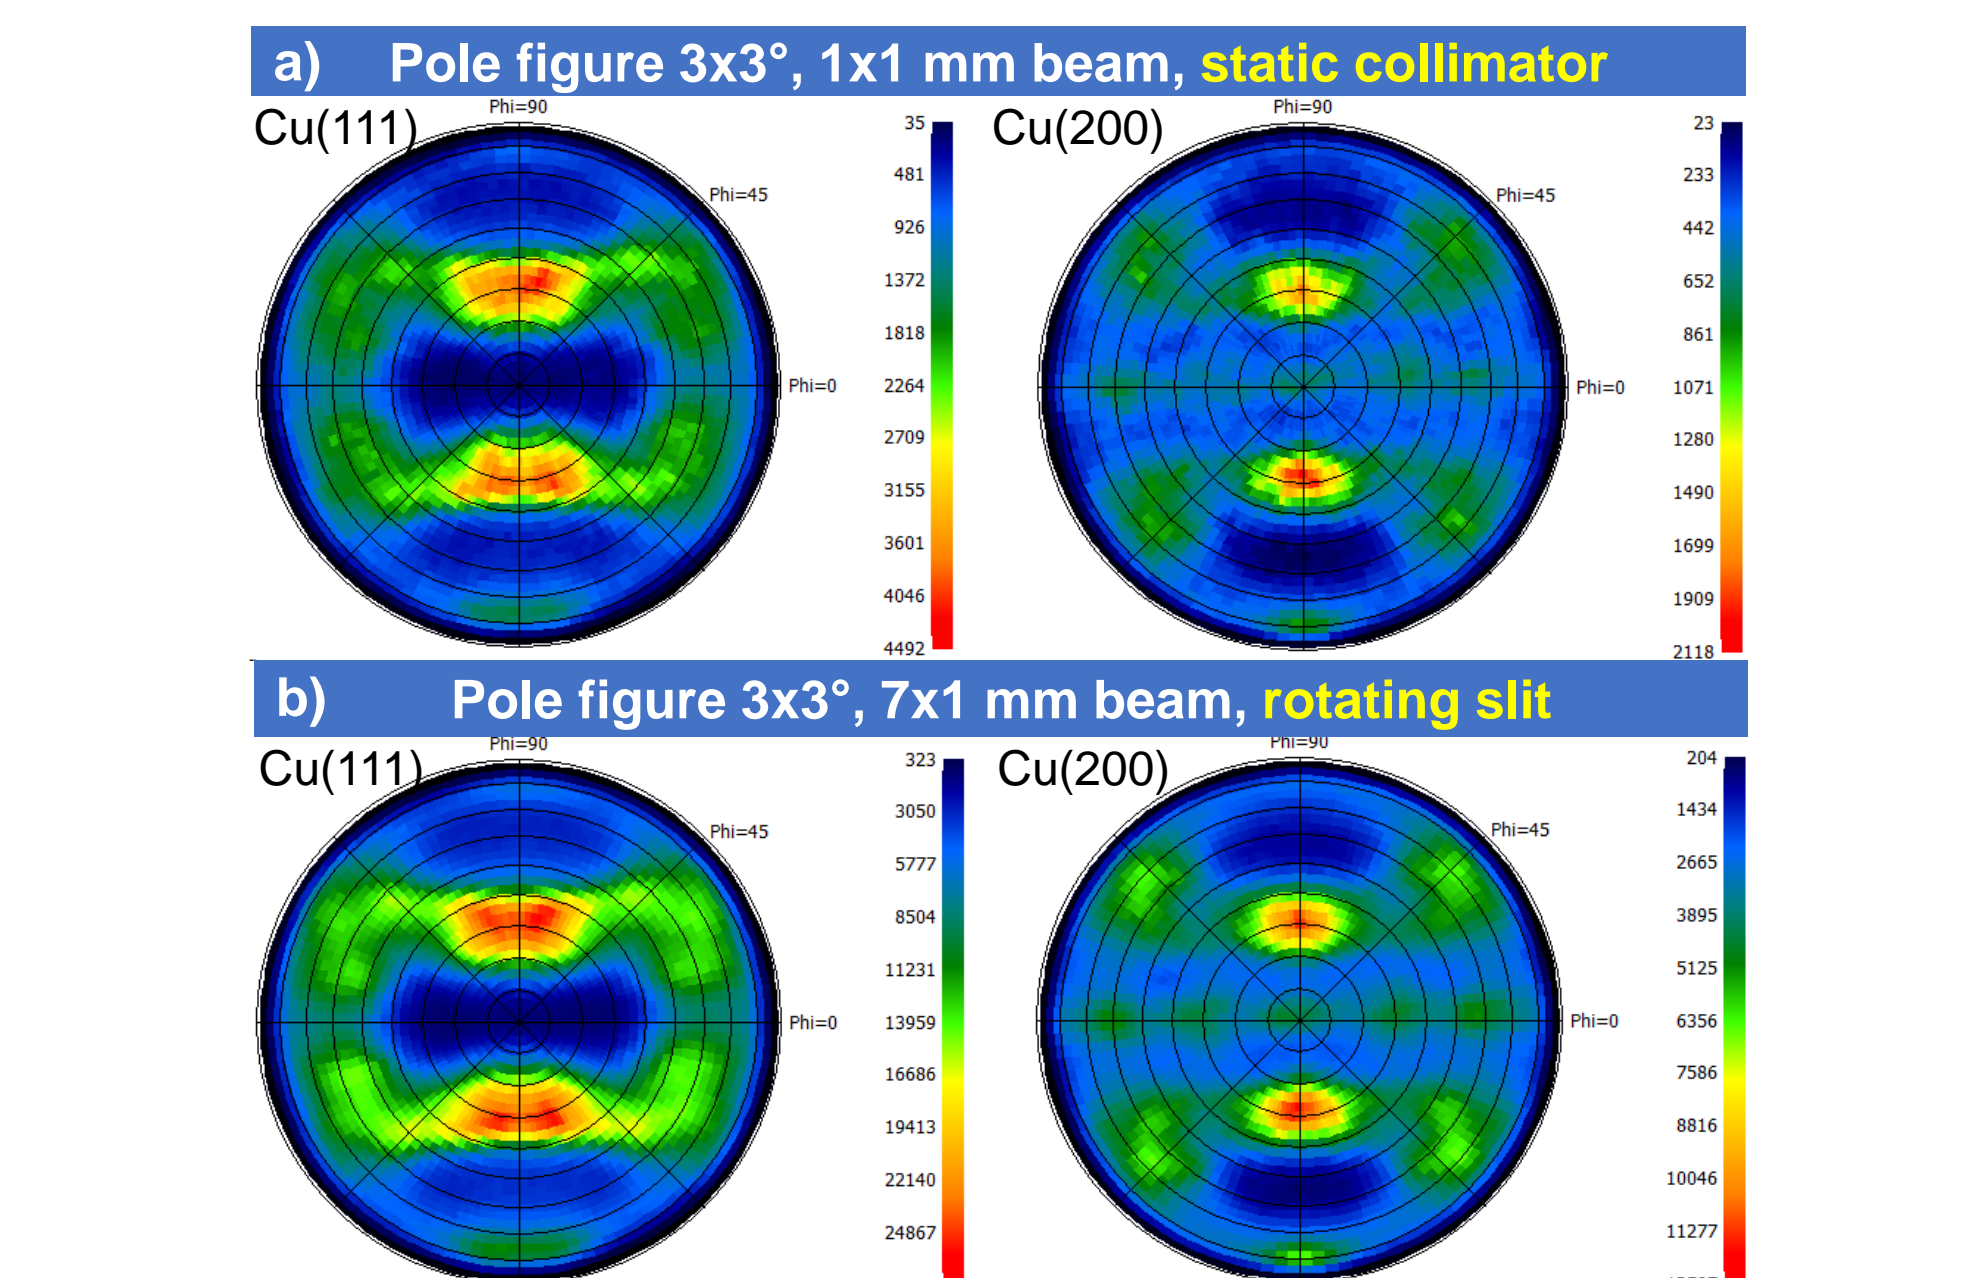 a) Pole figure 3x3°, 1x1 mm beam, static collimator
Cu(111)
Phi=90
Phi=45
Phi=0
35
481
926
1372
1818
2264
2709
3155
3601
4046
4492
Cu(200)
Phi=90
Phi=45
Phi=0
23
233
442
652
861
1071
1280
1490
1699
1909
2118
b) Pole figure 3x3°, 7x1 mm beam, rotating slit
Cu(111)
Phi=90
Phi=45
Phi=0
323
3050
5777
8504
11231
13959
16686
19413
22140
24867
Cu(200)
Phi=90
Phi=45
Phi=0
204
1434
2665
3895
5125
6356
7586
8816
10046
11277